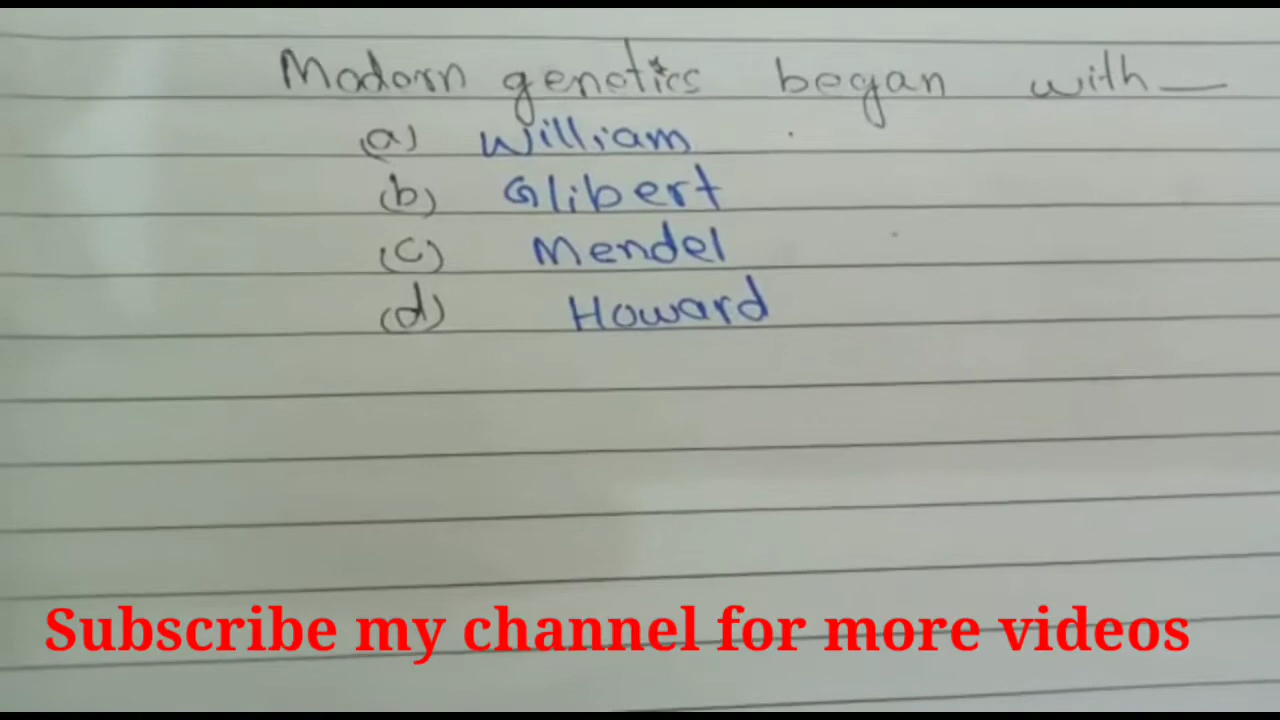 Modorn genetics began with
(a) William
(b) Glibert
(c) Mendel
(d) Howard
Subscribe my channel for more videos